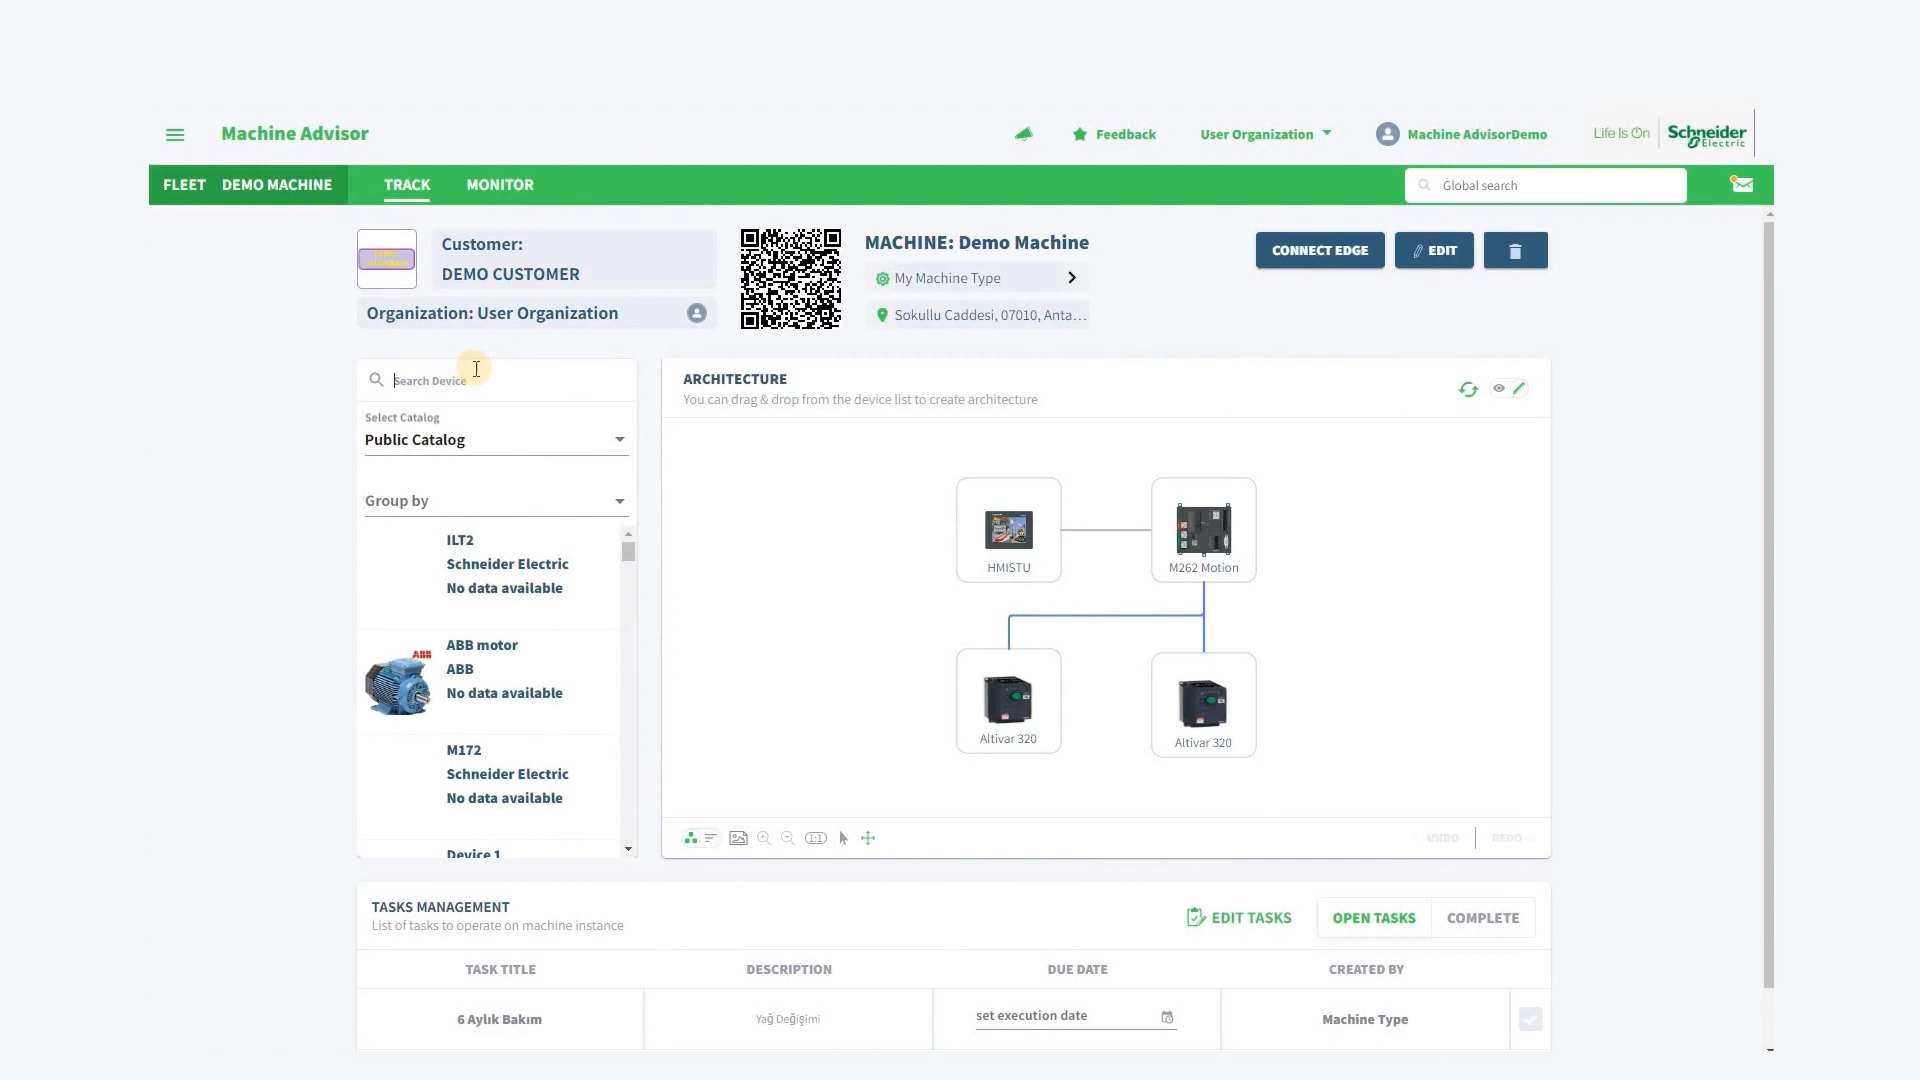 Machine Advisor
Feedback
User Organization
Machine AdvisorDemo
Life Is On
Schneider
Electric
FLEET
DEMO MACHINE
TRACK
MONITOR
Global search
Customer:
DEMO CUSTOMER
Organization: User Organization
MACHINE: Demo Machine
My Machine Type
Sokullu Caddesi, 07010, Anta...
CONNECT EDGE
EDIT
Search Device
Select Catalog
Public Catalog
Group by
ILT2
Schneider Electric
No data available
ABB
ABB motor
ABB
No data available
M172
Schneider Electric
No data available
Device 1
ARCHITECTURE
You can drag & drop from the device list to create architecture
HMISTU
M262 Motion
Altivar 320
Altivar 320
1:1
UNDO
REDO
TASKS MANAGEMENT
List of tasks to operate on machine instance
EDIT TASKS
OPEN TASKS
COMPLETE
TASK TITLE
DESCRIPTION
DUE DATE
CREATED BY
6 Aylık Bakım
Yağ Değişimi
set execution date
Machine Type